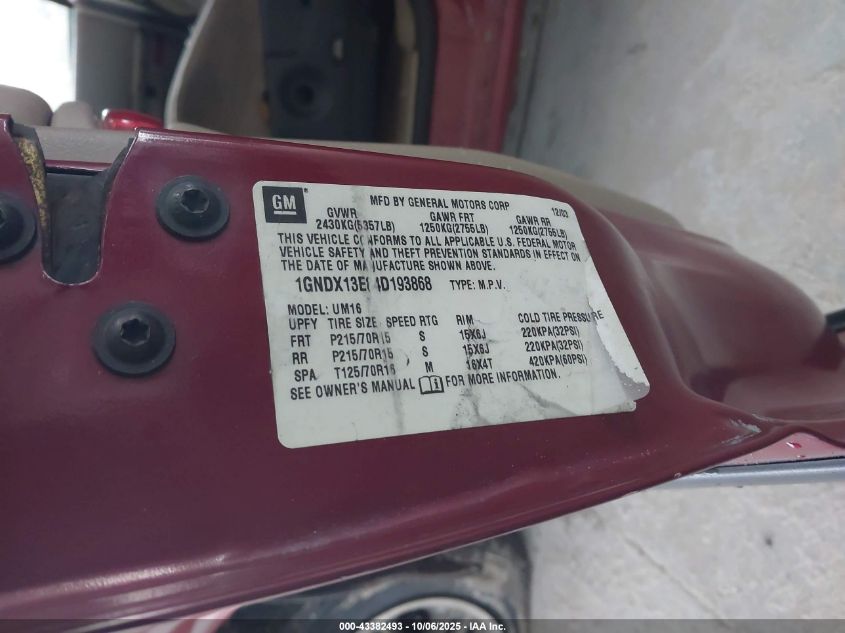 GM
MFD BY GENERAL MOTORS CORP
12/03
GVWR GAWR FRT GAWR RR
2430KG(5357LB) 1250KG(2756LB) 1250KG(2756LB)
THIS VEHICLE CONFORMS TO ALL APPLICABLE U.S. FEDERAL MOTOR
VEHICLE SAFETY AND THEFT PREVENTION STANDARDS IN EFFECT ON
THE DATE OF MANUFACTURE SHOWN ABOVE.
TYPE: M.P.V.
MODEL: UM16
UPFY TIRE SIZE SPEED RTG RIM COLD TIRE PRESSURE
FRT P215/70R15 S 15X6J 220KPA(32PSI)
RR P215/70R15 S 15X6J 220KPA(32PSI)
SPA T125/70R16 M 16X4T 420KPA(60PSI)
SEE OWNER'S MANUAL FOR MORE INFORMATION.
000-43382493 - 10/06/2025 - IAA Inc.